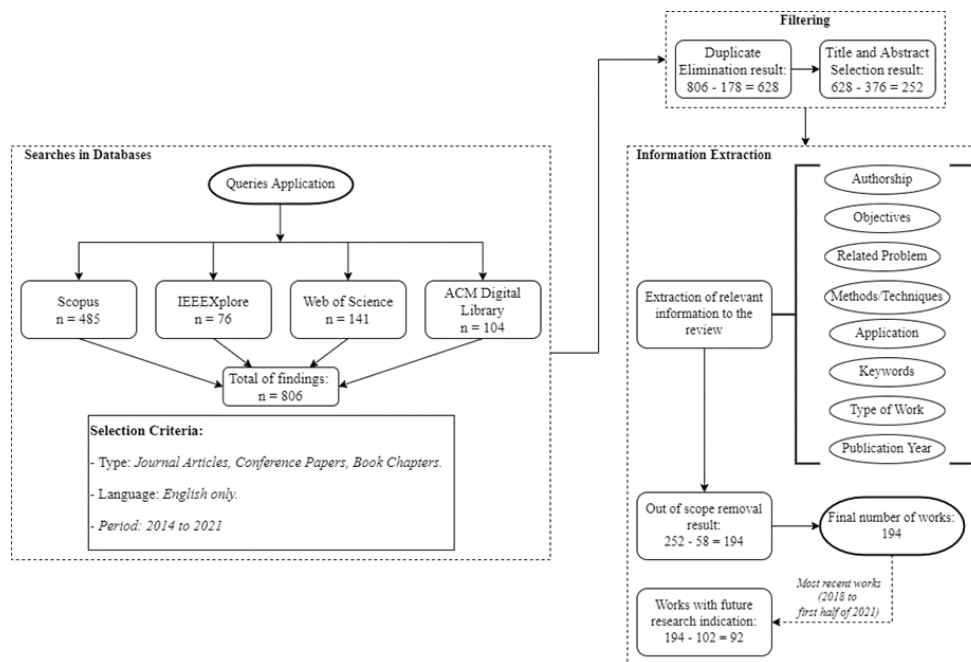 Searches in Databases
Queries Application
Scopus
n = 485
IEEEXplore
n = 76
Web of Science
n = 141
ACM Digital
Library
n = 104
Total of findings:
n = 806
Selection Criteria:
- Type: Journal Articles, Conference Papers, Book Chapters.
- Language: English only.
- Period: 2014 to 2021
Filtering
Duplicate
Elimination result:
806 - 178 = 628
Title and Abstract
Selection result:
628 - 376 = 252
Information Extraction
Extraction of relevant
information to the
review
Authorship
Objectives
Related Problem
Methods/Techniques
Application
Keywords
Type of Work
Publication Year
Out of scope removal
result:
252 - 58 = 194
Final number of works:
194
Most recent works
(2018 to
first half of 2021)
Works with future
research indication:
194 - 102 = 92